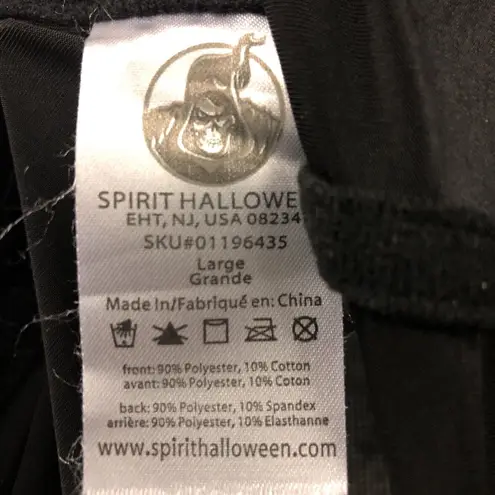 SPIRIT HALLOWEE
EHT, NJ, USA 08234
SKU#01196435
Large
Grande
Made In/Fabriqué en: China
front: 90% Polyester, 10% Cotton
avant: 90% Polyester, 10% Coton
back: 90% Polyester, 10% Spandex
arrière: 90% Polyester, 10% Elasthanne
www.spirithalloween.com